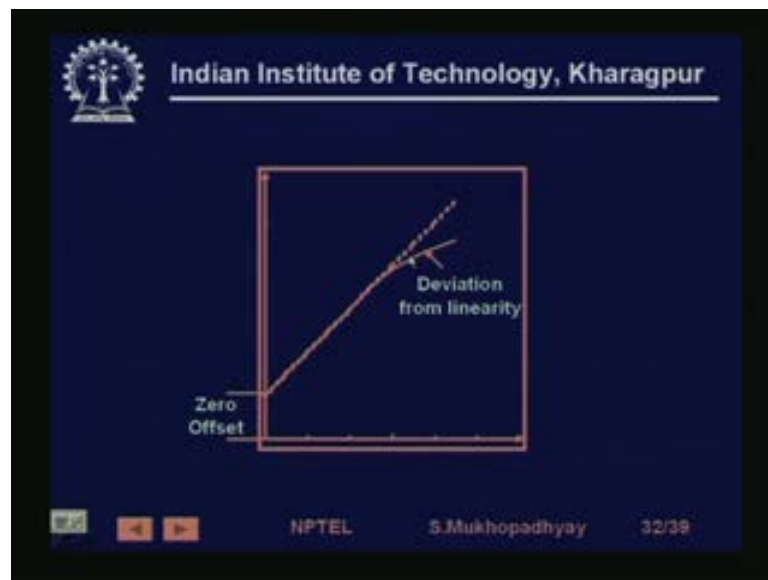 Indian Institute of Technology, Kharagpur
Deviation
from linearity
Zero
Offset
NPTEL
S.Mukhopadhyay
32/39